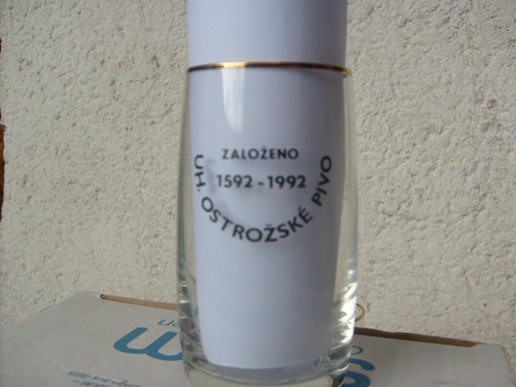 ZALOŽENO
1592 - 1992
UH. OSTROŽSKÉ PIVO